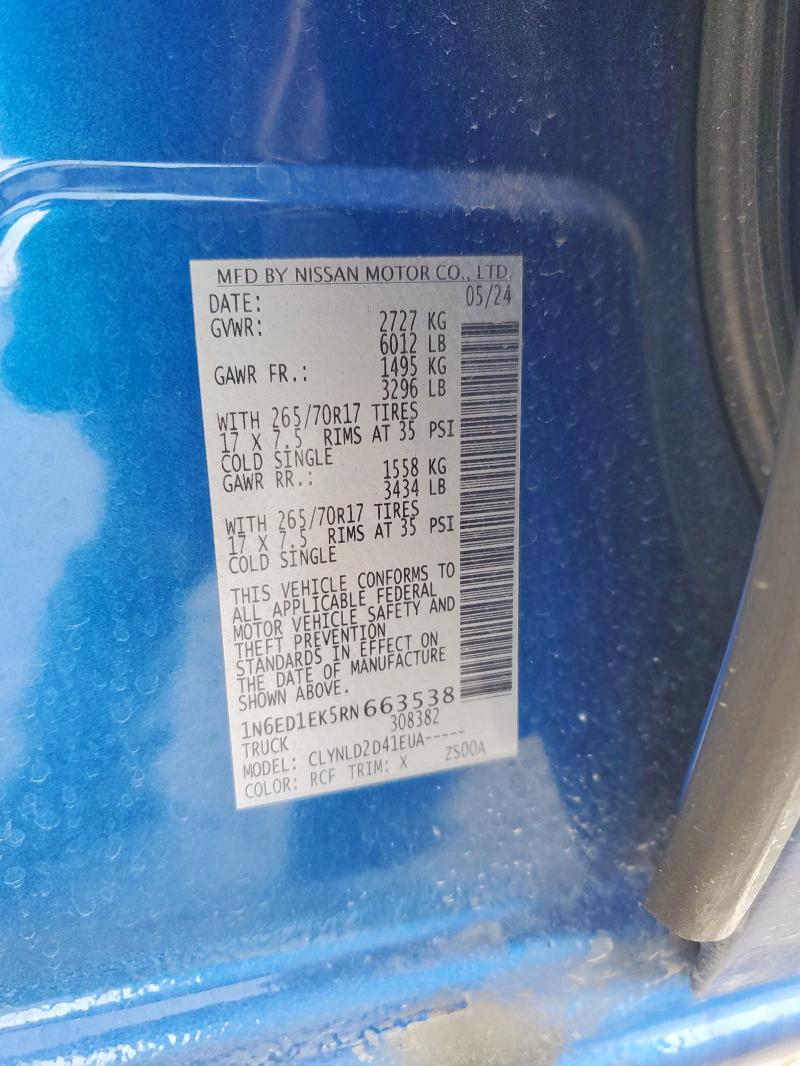 MFD BY NISSAN MOTOR CO., LTD.
DATE: 05/24
GVWR: 2727 KG
6012 LB
GAWR FR.: 1495 KG
3296 LB
WITH 265/70R17 TIRES
17 X 7.5 RIMS AT 35 PSI
COLD SINGLE
GAWR RR.: 1558 KG
3434 LB
WITH 265/70R17 TIRES
17 X 7.5 RIMS AT 35 PSI
COLD SINGLE
THIS VEHICLE CONFORMS TO
ALL APPLICABLE FEDERAL
MOTOR VEHICLE SAFETY AND
THEFT PREVENTION
STANDARDS IN EFFECT ON
THE DATE OF MANUFACTURE
SHOWN ABOVE.
1N6ED1EK5RN663538
TRUCK 308382
MODEL: CLYNLD2D41EUA-----
COLOR: RCF TRIM: X ZS00A